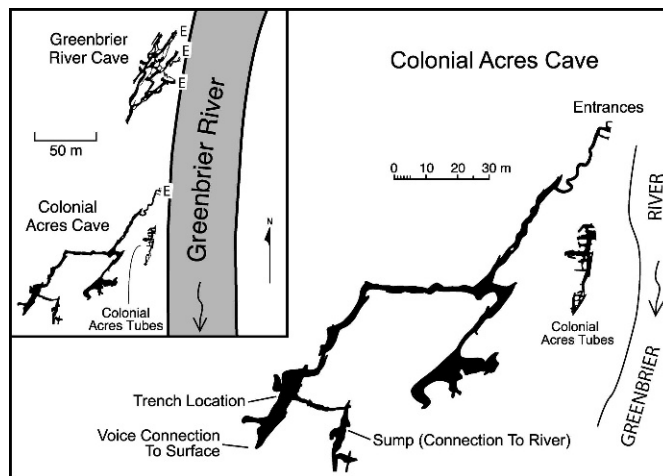 Greenbrier
River Cave
E
E
E
50 m
Colonial
Acres Cave
E
Greenbrier River
N
Colonial
Acres Tubes
Colonial Acres Cave
Entrances
0 10 30 m
RIVER
GREENBRIER
Colonial
Acres Tubes
Trench Location
Voice Connection
To Surface
Sump (Connection To River)